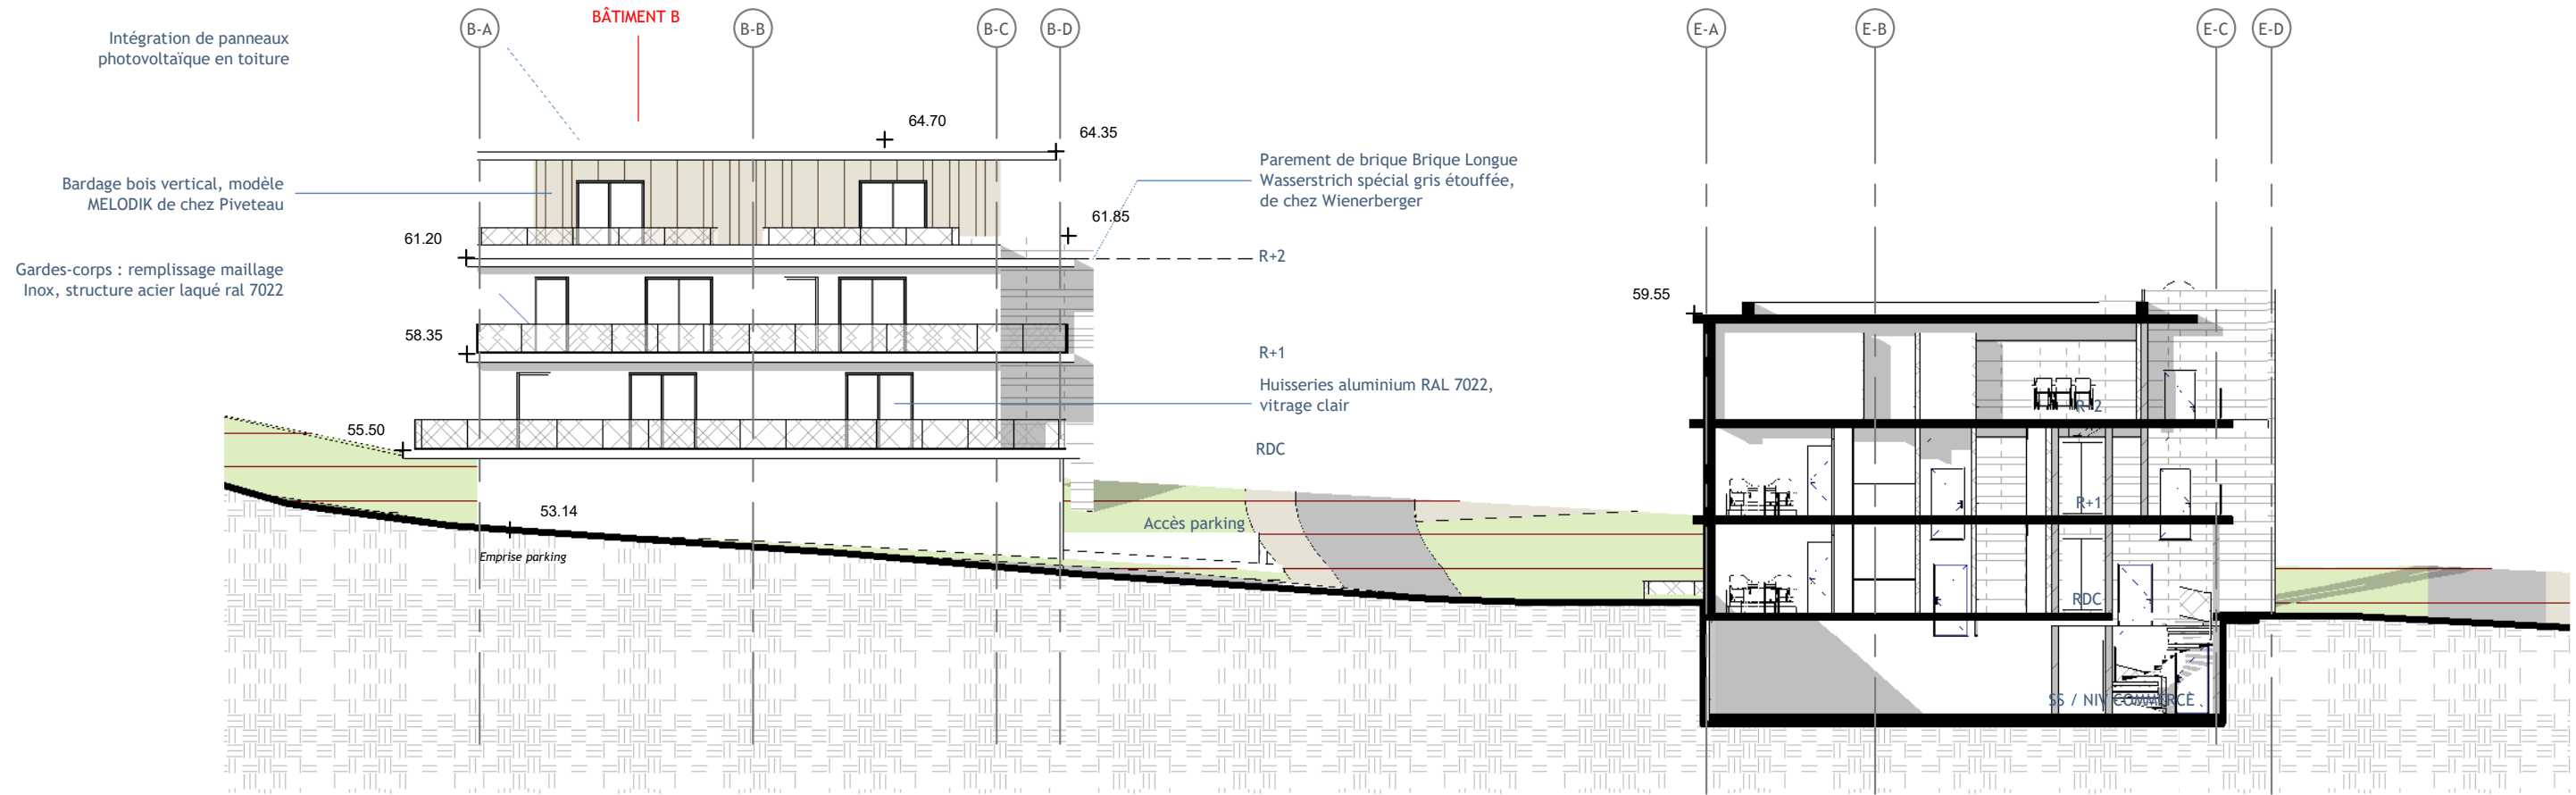 BÂTIMENT B
B-A
B-B
B-C
B-D
E-A
E-B
E-C
E-D
Intégration de panneaux
photovoltaïque en toiture
64.70
64.35
Bardage bois vertical, modèle
MELODIK de chez Piveteau
Parement de brique Brique Longue
Wasserstrich spécial gris étouffée,
de chez Wienerberger
61.85
61.20
R+2
Gardes-corps : remplissage maillage
Inox, structure acier laqué ral 7022
59.55
58.35
R+1
Huisseries aluminium RAL 7022,
vitrage clair
R+2
55.50
RDC
R+1
53.14
Accès parking
Emprise parking
RDC
SS / NIV COMMERCE